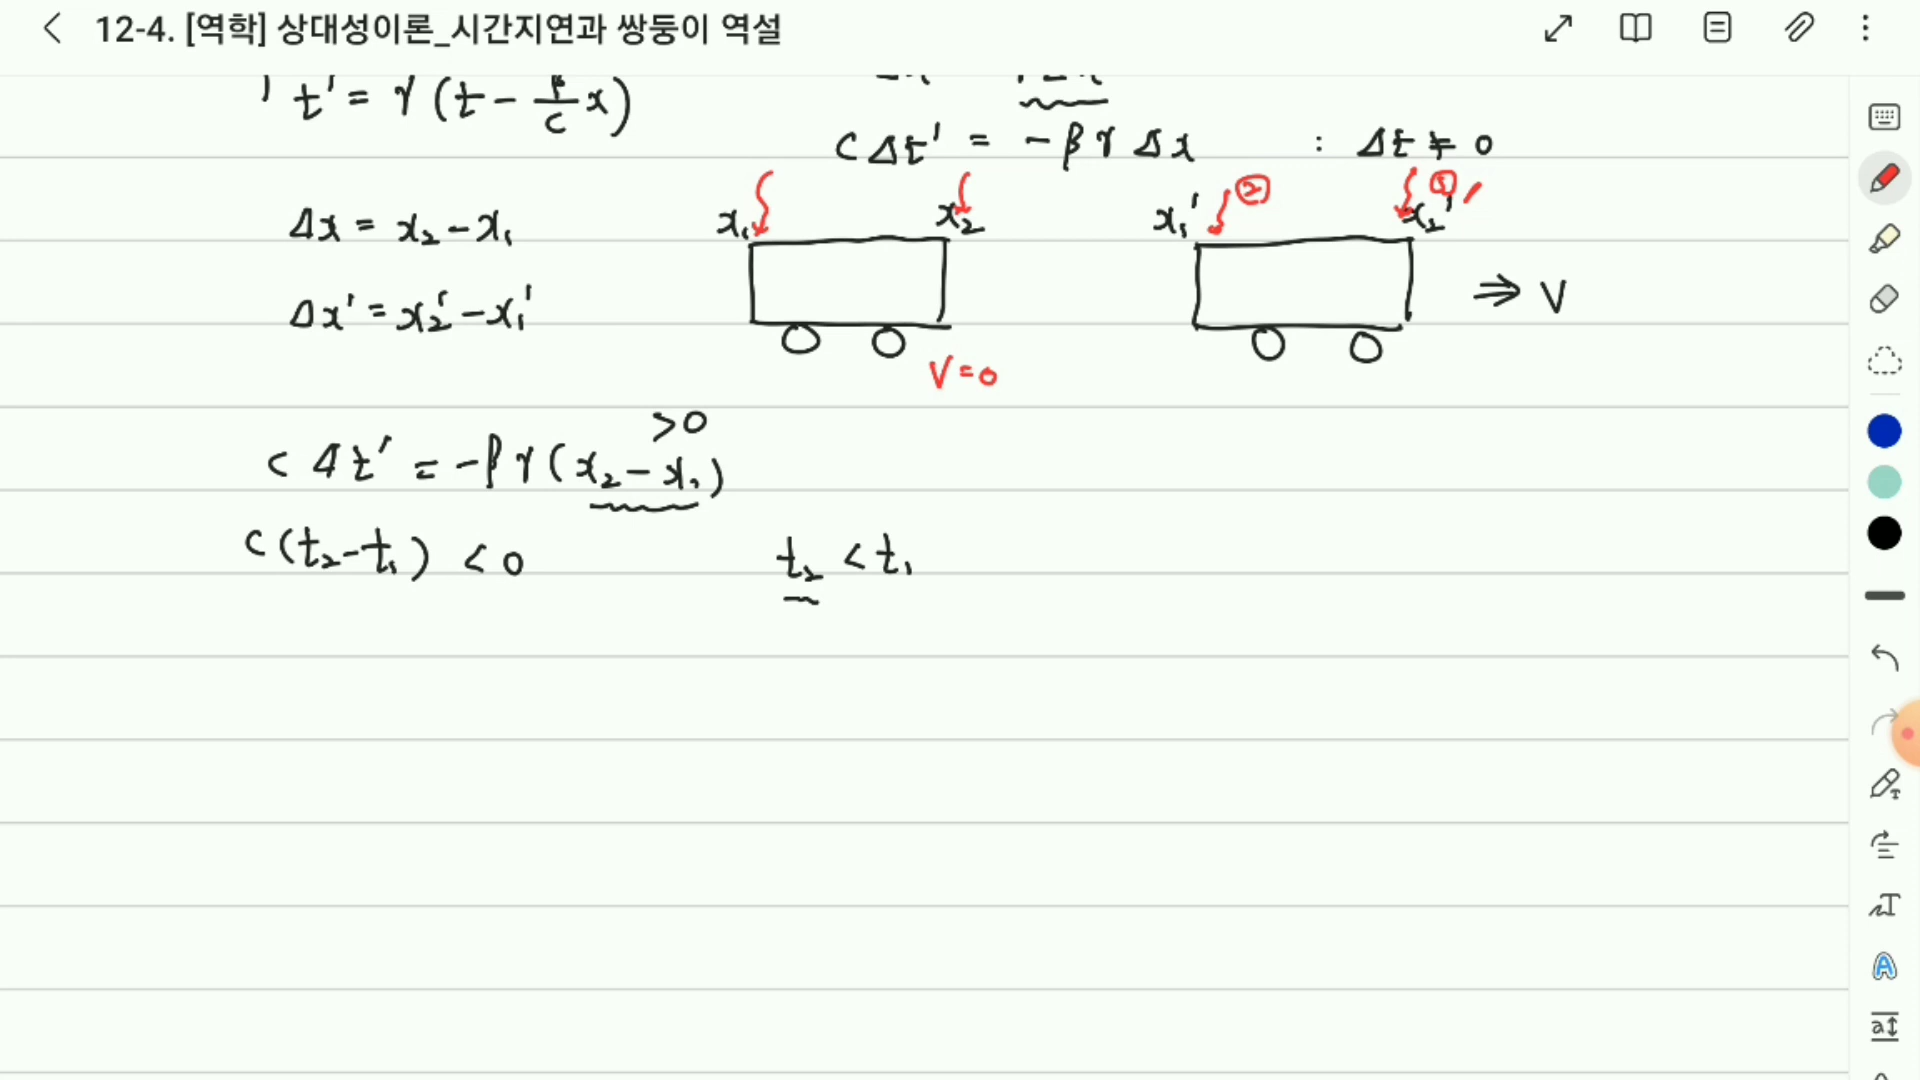 12-4. [역학] 상대성이론_시간지연과 쌍둥이 역설
t' = γ (t - β/c x)
cΔt' = -βγΔx : Δt ≠ 0
Δx = x₂ - x₁
x₁ x₂
x₁' ② x₂' ①
Δx' = x₂' - x₁'
⇒ V
V = 0
> 0
cΔt' = -βγ(x₂ - x₁)
c(t₂ - t₁) < 0 t₂ < t₁